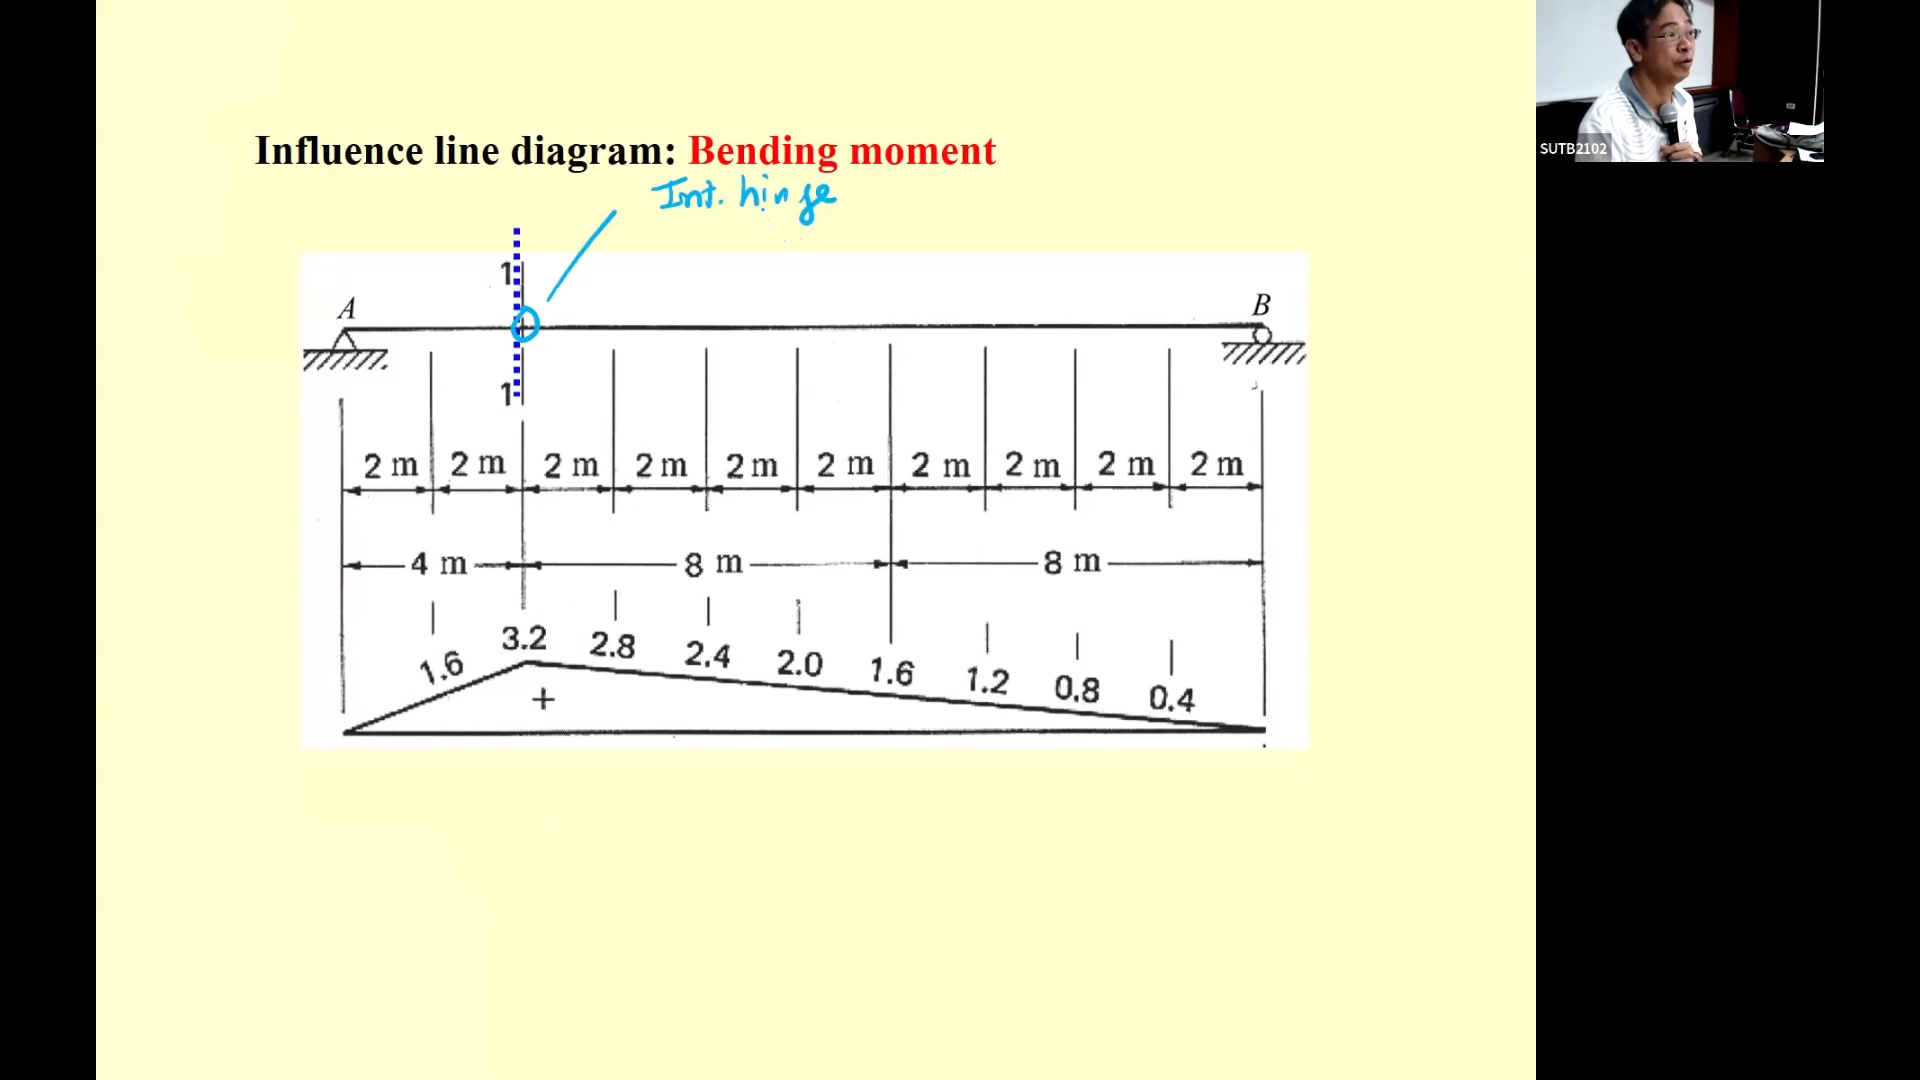 SUTB2102
Influence line diagram: Bending moment
Int. hinge
1
A
B
1
2 m 2 m 2 m 2 m 2 m 2 m 2 m 2 m 2 m 2 m
4 m 8 m 8 m
1.6 3.2 2.8 2.4 2.0 1.6 1.2 0.8 0.4
+